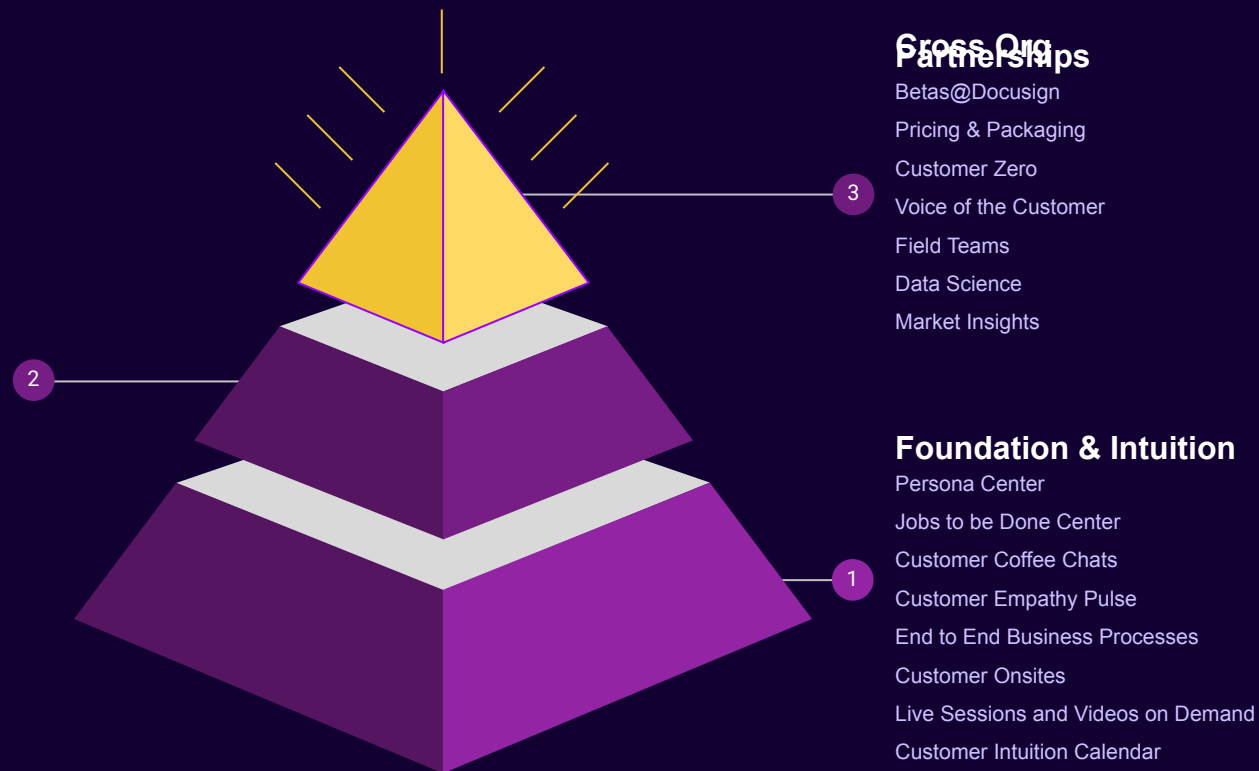 Cross Org
Partnerships
Betas@Docusign
Pricing & Packaging
3
Customer Zero
Voice of the Customer
Field Teams
Data Science
Market Insights
2
Foundation & Intuition
Persona Center
Jobs to be Done Center
Customer Coffee Chats
1
Customer Empathy Pulse
End to End Business Processes
Customer Onsites
Live Sessions and Videos on Demand
Customer Intuition Calendar